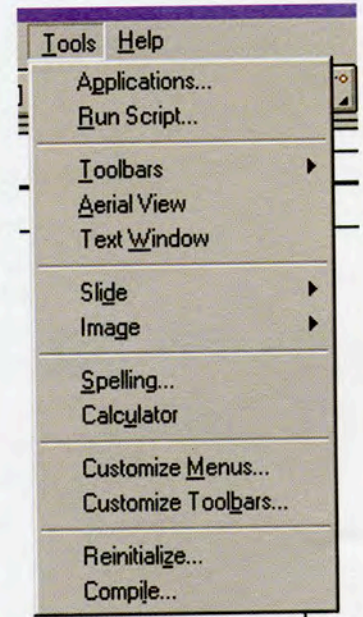 Tools Help
Applications...
Run Script...
Toolbars
Aerial View
Text Window
Slide
Image
Spelling...
Calculator
Customize Menus...
Customize Toolbars...
Reinitialize...
Compile...